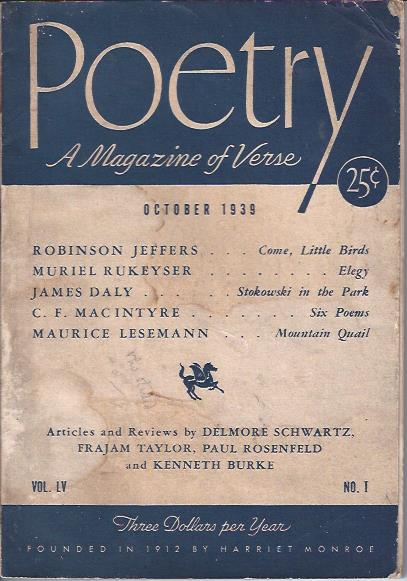 Poetry
A Magazine of Verse
25¢
OCTOBER 1939
ROBINSON JEFFERS . . . Come, Little Birds
MURIEL RUKEYSER . . . . . . . . Elegy
JAMES DALY . . . . . Stokowski in the Park
C. F. MACINTYRE . . . . . . . Six Poems
MAURICE LESEMANN . . . Mountain Quail
Articles and Reviews by DELMORE SCHWARTZ,
FRAJAM TAYLOR, PAUL ROSENFELD
and KENNETH BURKE
VOL. LV NO. I
Three Dollars per Year
FOUNDED IN 1912 BY HARRIET MONROE